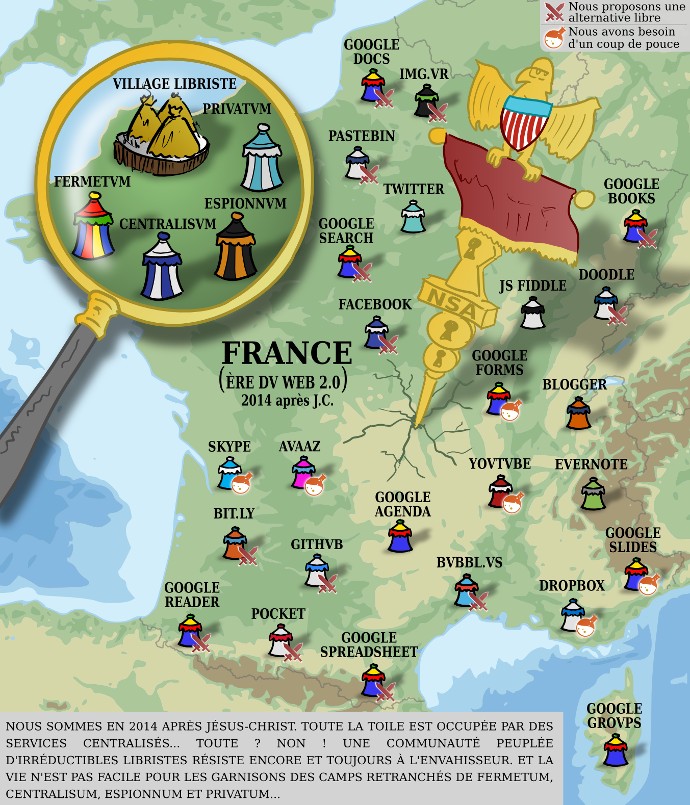 Nous proposons une
alternative libre
Nous avons besoin
d'un coup de pouce
GOOGLE
DOCS
IMG.VR
VILLAGE LIBRISTE
PRIVATVM
PASTEBIN
FERMETVM
TWITTER
GOOGLE
BOOKS
ESPIONNVM
CENTRALISVM
GOOGLE
SEARCH
JS FIDDLE
DOODLE
NSA
FACEBOOK
FRANCE
(ÈRE DV WEB 2.0)
2014 après J.C.
GOOGLE
FORMS
BLOGGER
SKYPE
AVAAZ
YOVTVBE
EVERNOTE
GOOGLE
AGENDA
BIT.LY
GITHVB
GOOGLE
SLIDES
BVBBL.VS
DROPBOX
GOOGLE
READER
POCKET
GOOGLE
SPREADSHEET
GOOGLE
GROVPS
NOUS SOMMES EN 2014 APRÈS JÉSUS-CHRIST. TOUTE LA TOILE EST OCCUPÉE PAR DES
SERVICES CENTRALISÉS... TOUTE ? NON ! UNE COMMUNAUTÉ PEUPLÉE
D'IRRÉDUCTIBLES LIBRISTES RÉSISTE ENCORE ET TOUJOURS À L'ENVAHISSEUR. ET LA
VIE N'EST PAS FACILE POUR LES GARNISONS DES CAMPS RETRANCHÉS DE FERMETUM,
CENTRALISUM, ESPIONNUM ET PRIVATUM...